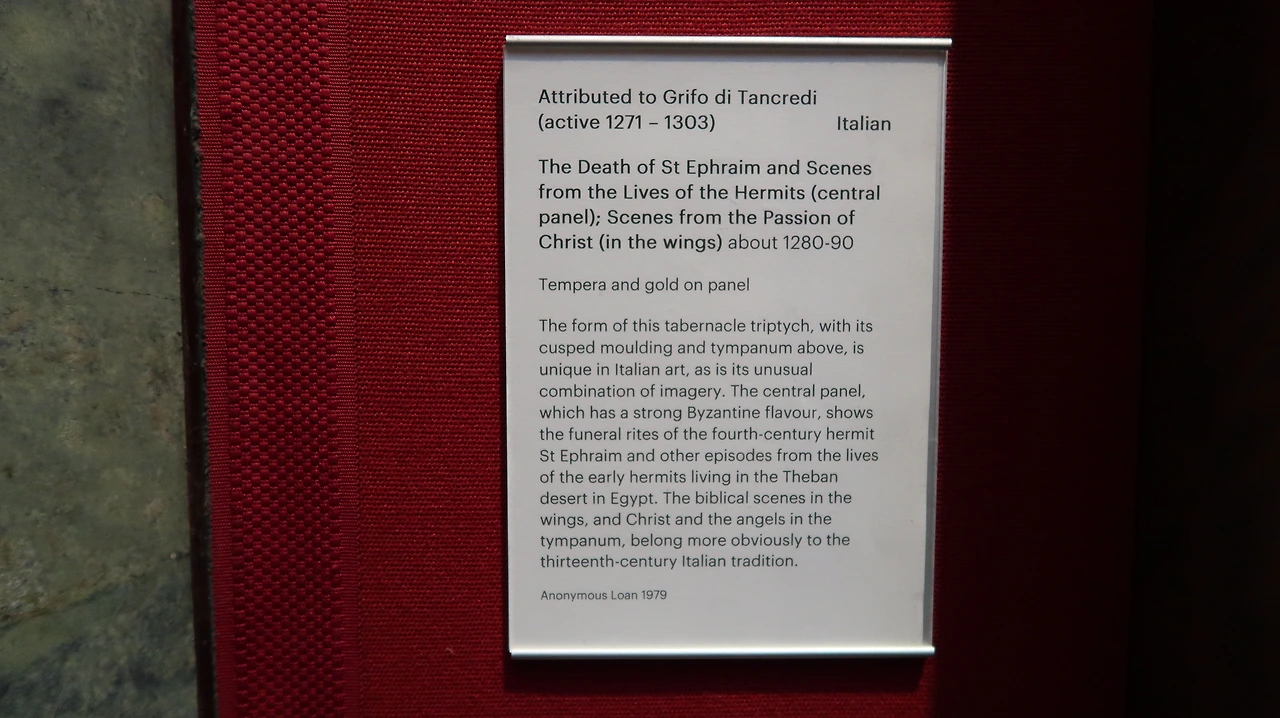 Attributed to Grifo di Tancredi
(active 1271 – 1303) Italian
The Death of St Ephraim and Scenes
from the Lives of the Hermits (central
panel); Scenes from the Passion of
Christ (in the wings) about 1280-90
Tempera and gold on panel
The form of this tabernacle triptych, with its
cusped moulding and tympanum above, is
unique in Italian art, as is its unusual
combination of imagery. The central panel,
which has a strong Byzantine flavour, shows
the funeral rites of the fourth-century hermit
St Ephraim and other episodes from the lives
of the early hermits living in the Theban
desert in Egypt. The biblical scenes in the
wings, and Christ and the angels in the
tympanum, belong more obviously to the
thirteenth-century Italian tradition.
Anonymous Loan 1979